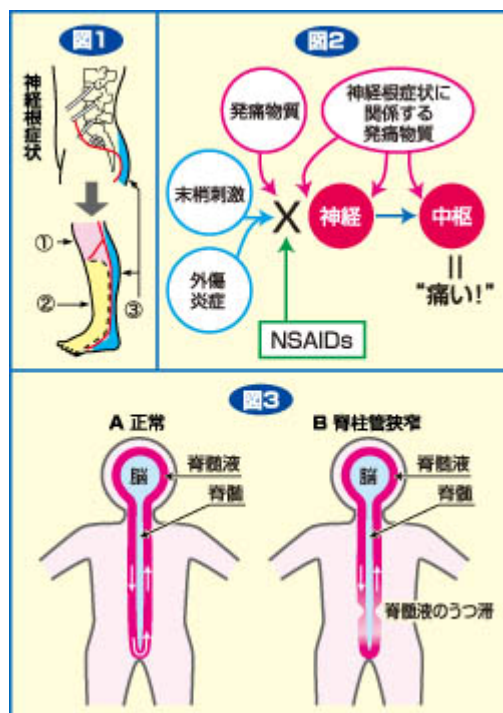 図1
神経根症状
①
②
③
図2
発痛物質
神経根症状に
関係する
発痛物質
末梢刺激
X
神経
中枢
外傷
炎症
“痛い!”
NSAIDs
図3
A 正常
脳
脊髄液
脊髄
B 脊柱管狭窄
脳
脊髄液
脊髄
脊髄液のうつ滞